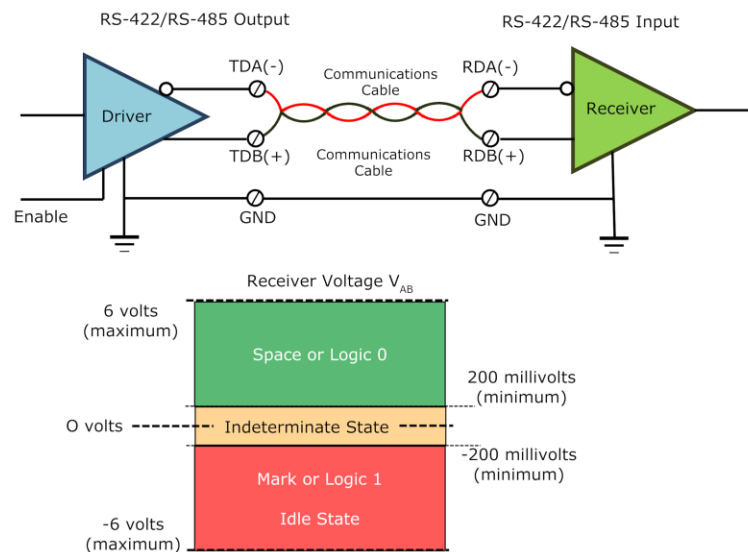 RS-422/RS-485 Output
RS-422/RS-485 Input
TDA(-)
Communications
Cable
RDA(-)
Driver
Receiver
TDB(+)
Communications
Cable
RDB(+)
Enable
GND
GND
Receiver Voltage VAB
6 volts
(maximum)
Space or Logic 0
200 millivolts
(minimum)
O volts
Indeterminate State
-200 millivolts
(minimum)
Mark or Logic 1
Idle State
-6 volts
(maximum)